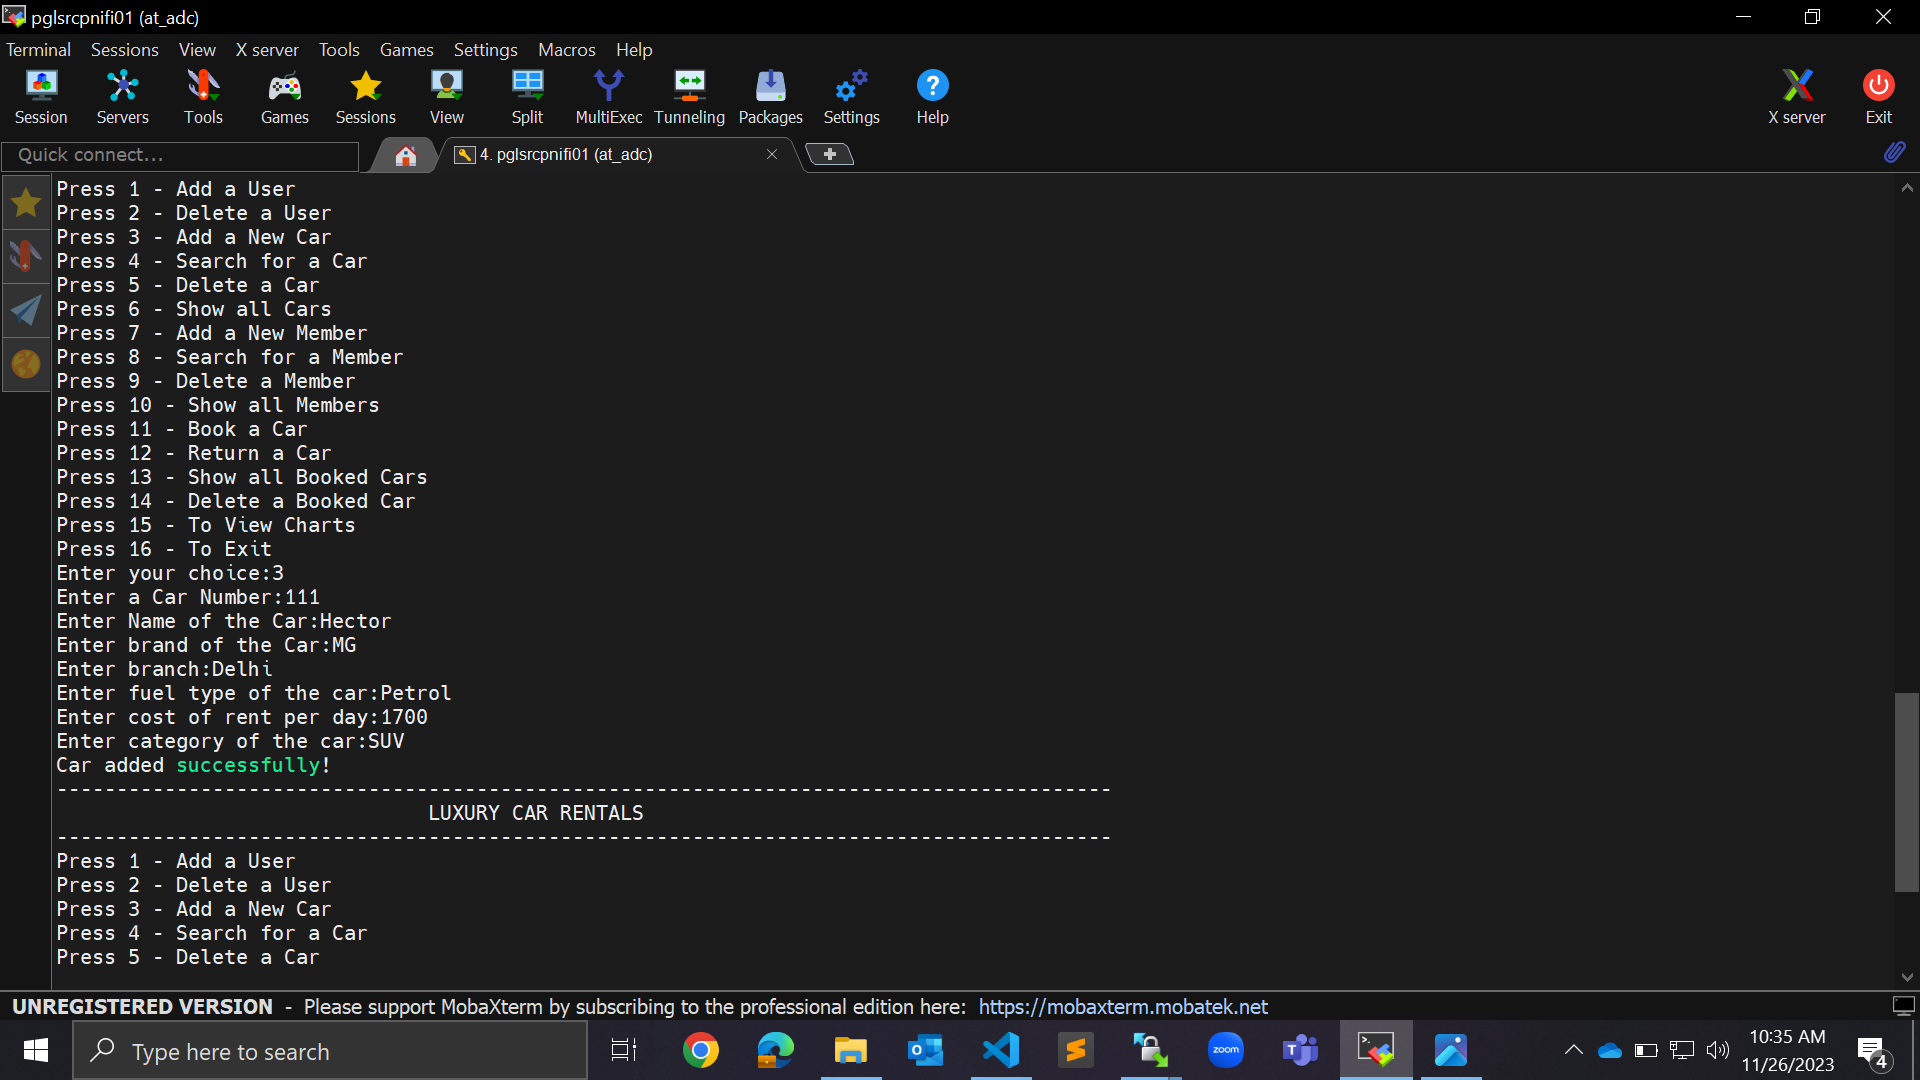 pglsrcpnifi01 (at_adc)
Terminal Sessions View X server Tools Games Settings Macros Help
Session Servers Tools Games Sessions View Split MultiExec Tunneling Packages Settings Help X server Exit
Quick connect...
4. pglsrcpnifi01 (at_adc)
Press 1 - Add a User
Press 2 - Delete a User
Press 3 - Add a New Car
Press 4 - Search for a Car
Press 5 - Delete a Car
Press 6 - Show all Cars
Press 7 - Add a New Member
Press 8 - Search for a Member
Press 9 - Delete a Member
Press 10 - Show all Members
Press 11 - Book a Car
Press 12 - Return a Car
Press 13 - Show all Booked Cars
Press 14 - Delete a Booked Car
Press 15 - To View Charts
Press 16 - To Exit
Enter your choice:3
Enter a Car Number:111
Enter Name of the Car:Hector
Enter brand of the Car:MG
Enter branch:Delhi
Enter fuel type of the car:Petrol
Enter cost of rent per day:1700
Enter category of the car:SUV
Car added successfully!
----------------------------------------------------------------------------------------
LUXURY CAR RENTALS
----------------------------------------------------------------------------------------
Press 1 - Add a User
Press 2 - Delete a User
Press 3 - Add a New Car
Press 4 - Search for a Car
Press 5 - Delete a Car
UNREGISTERED VERSION - Please support MobaXterm by subscribing to the professional edition here: https://mobaxterm.mobatek.net
Type here to search
zoom
10:35 AM
11/26/2023
4